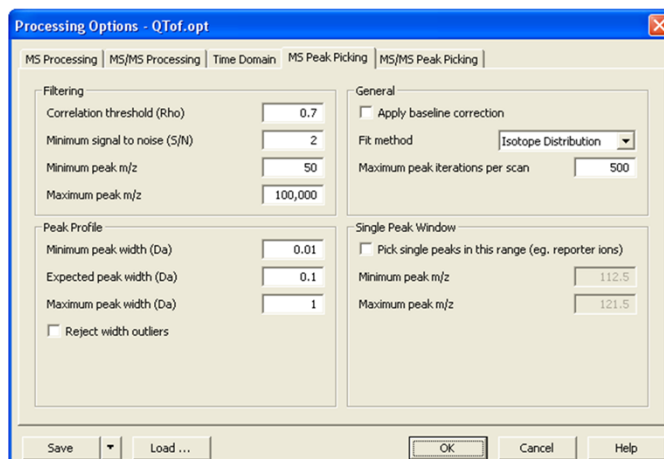 Processing Options - QTof.opt
MS Processing MS/MS Processing Time Domain MS Peak Picking MS/MS Peak Picking
Filtering
Correlation threshold (Rho) 0.7
Minimum signal to noise (S/N) 2
Minimum peak m/z 50
Maximum peak m/z 100,000
General
Apply baseline correction
Fit method Isotope Distribution
Maximum peak iterations per scan 500
Peak Profile
Minimum peak width (Da) 0.01
Expected peak width (Da) 0.1
Maximum peak width (Da) 1
Reject width outliers
Single Peak Window
Pick single peaks in this range (eg. reporter ions)
Minimum peak m/z 112.5
Maximum peak m/z 121.5
Save Load ... OK Cancel Help